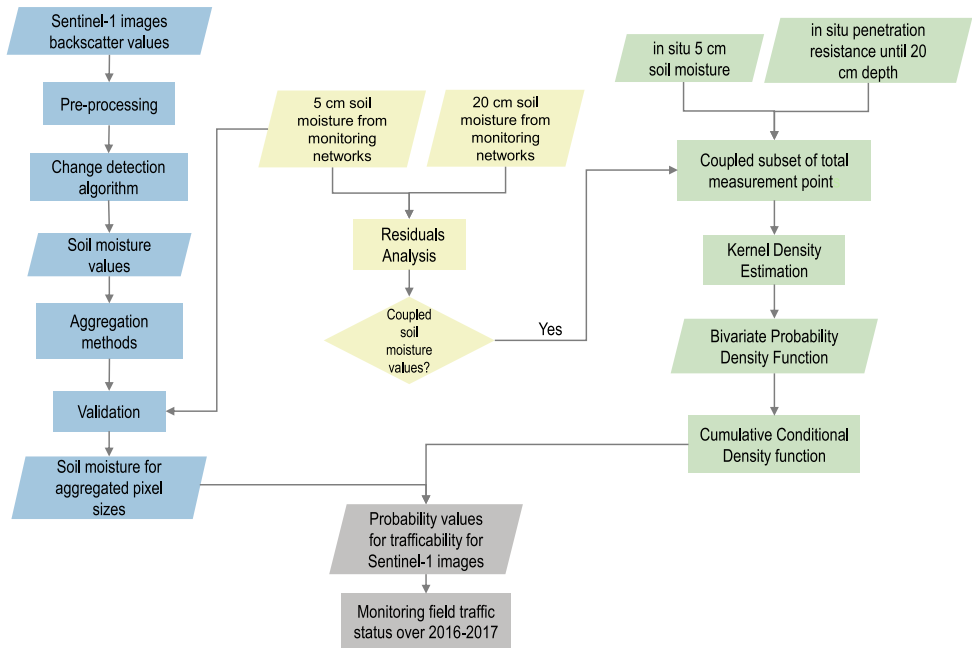 Sentinel-1 images
backscatter values
Pre-processing
Change detection
algorithm
Soil moisture
values
Aggregation
methods
Validation
Soil moisture for
aggregated pixel
sizes
5 cm soil
moisture from
monitoring
networks
20 cm soil
moisture from
monitoring
networks
Residuals
Analysis
Coupled
soil
moisture
values?
Yes
in situ 5 cm
soil moisture
in situ penetration
resistance until 20
cm depth
Coupled subset of total
measurement point
Kernel Density
Estimation
Bivariate Probability
Density Function
Cumulative Conditional
Density function
Probability values
for trafficability for
Sentinel-1 images
Monitoring field traffic
status over 2016-2017